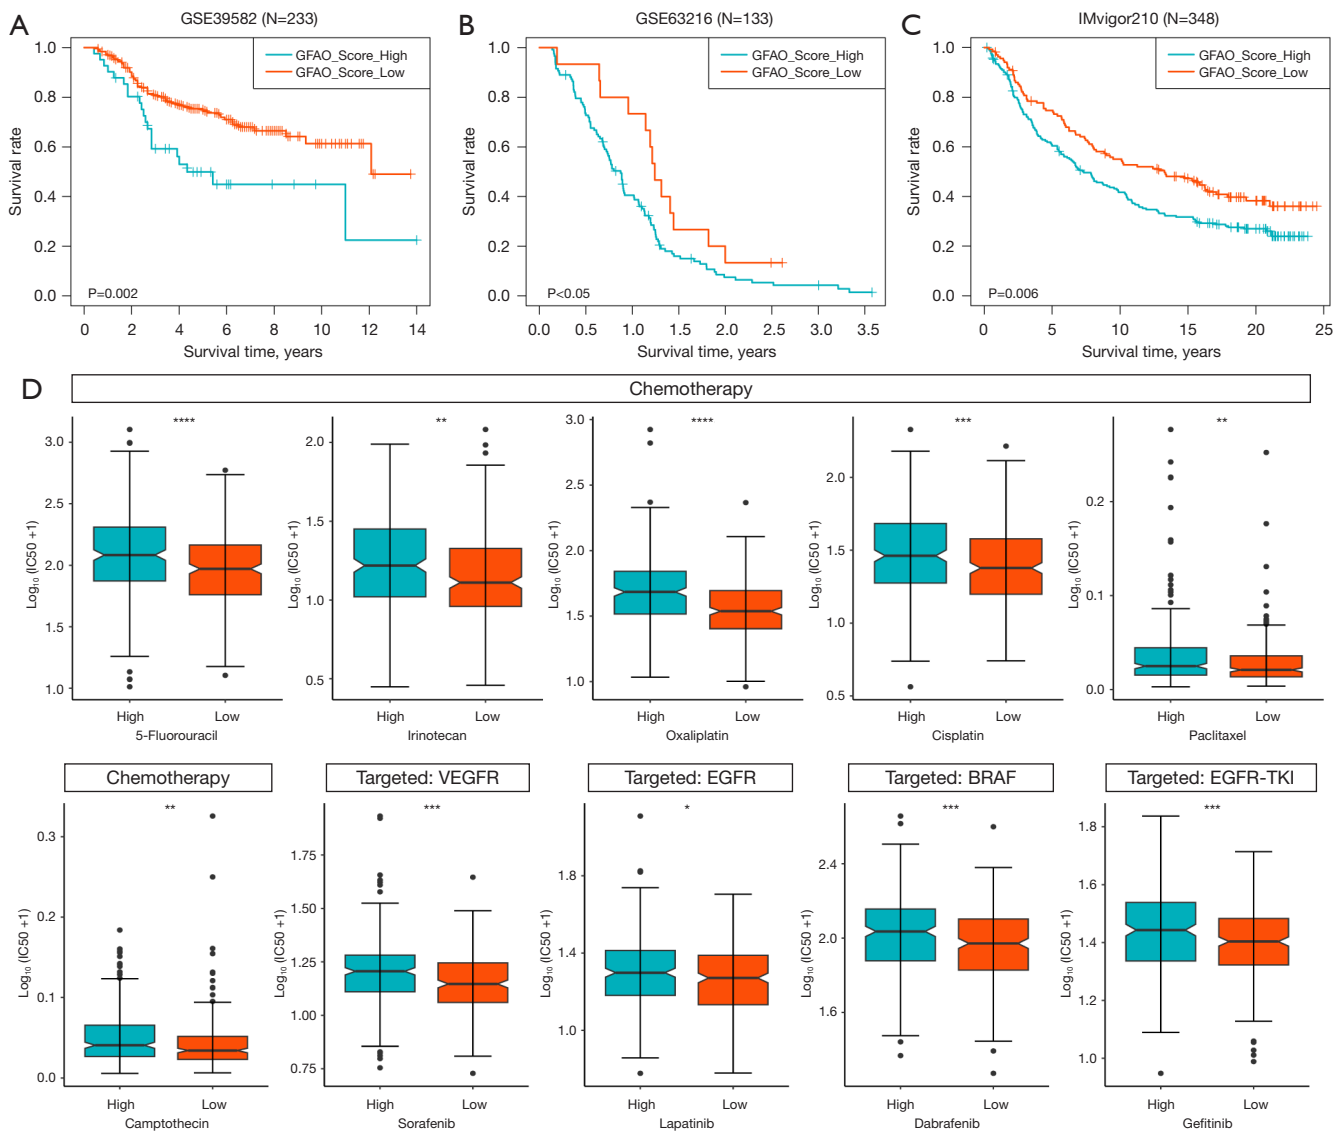 A
GSE39582 (N=233)
GFAO_Score_High
GFAO_Score_Low
Survival rate
1.0
0.8
0.6
0.4
0.2
0.0
P=0.002
0 2 4 6 8 10 12 14
Survival time, years
B
GSE63216 (N=133)
GFAO_Score_High
GFAO_Score_Low
Survival rate
1.0
0.8
0.6
0.4
0.2
0.0
P<0.05
0.0 0.5 1.0 1.5 2.0 2.5 3.0 3.5
Survival time, years
C
IMvigor210 (N=348)
GFAO_Score_High
GFAO_Score_Low
Survival rate
1.0
0.8
0.6
0.4
0.2
0.0
P=0.006
0 5 10 15 20 25
Survival time, years
D
Chemotherapy
****
Log₁₀ (IC50 +1)
3.0
2.5
2.0
1.5
1.0
High Low
5-Fluorouracil
**
Log₁₀ (IC50 +1)
2.0
1.5
1.0
0.5
High Low
Irinotecan
****
Log₁₀ (IC50 +1)
3.0
2.5
2.0
1.5
1.0
High Low
Oxaliplatin
***
Log₁₀ (IC50 +1)
2.0
1.5
1.0
0.5
High Low
Cisplatin
**
Log₁₀ (IC50 +1)
0.2
0.1
0.0
High Low
Paclitaxel
Chemotherapy
**
Log₁₀ (IC50 +1)
0.3
0.2
0.1
0.0
High Low
Camptothecin
Targeted: VEGFR
***
Log₁₀ (IC50 +1)
1.75
1.50
1.25
1.00
0.75
High Low
Sorafenib
Targeted: EGFR
*
Log₁₀ (IC50 +1)
1.8
1.4
1.0
High Low
Lapatinib
Targeted: BRAF
***
Log₁₀ (IC50 +1)
2.4
2.0
1.6
High Low
Dabrafenib
Targeted: EGFR-TKI
***
Log₁₀ (IC50 +1)
1.8
1.6
1.4
1.2
1.0
High Low
Gefitinib